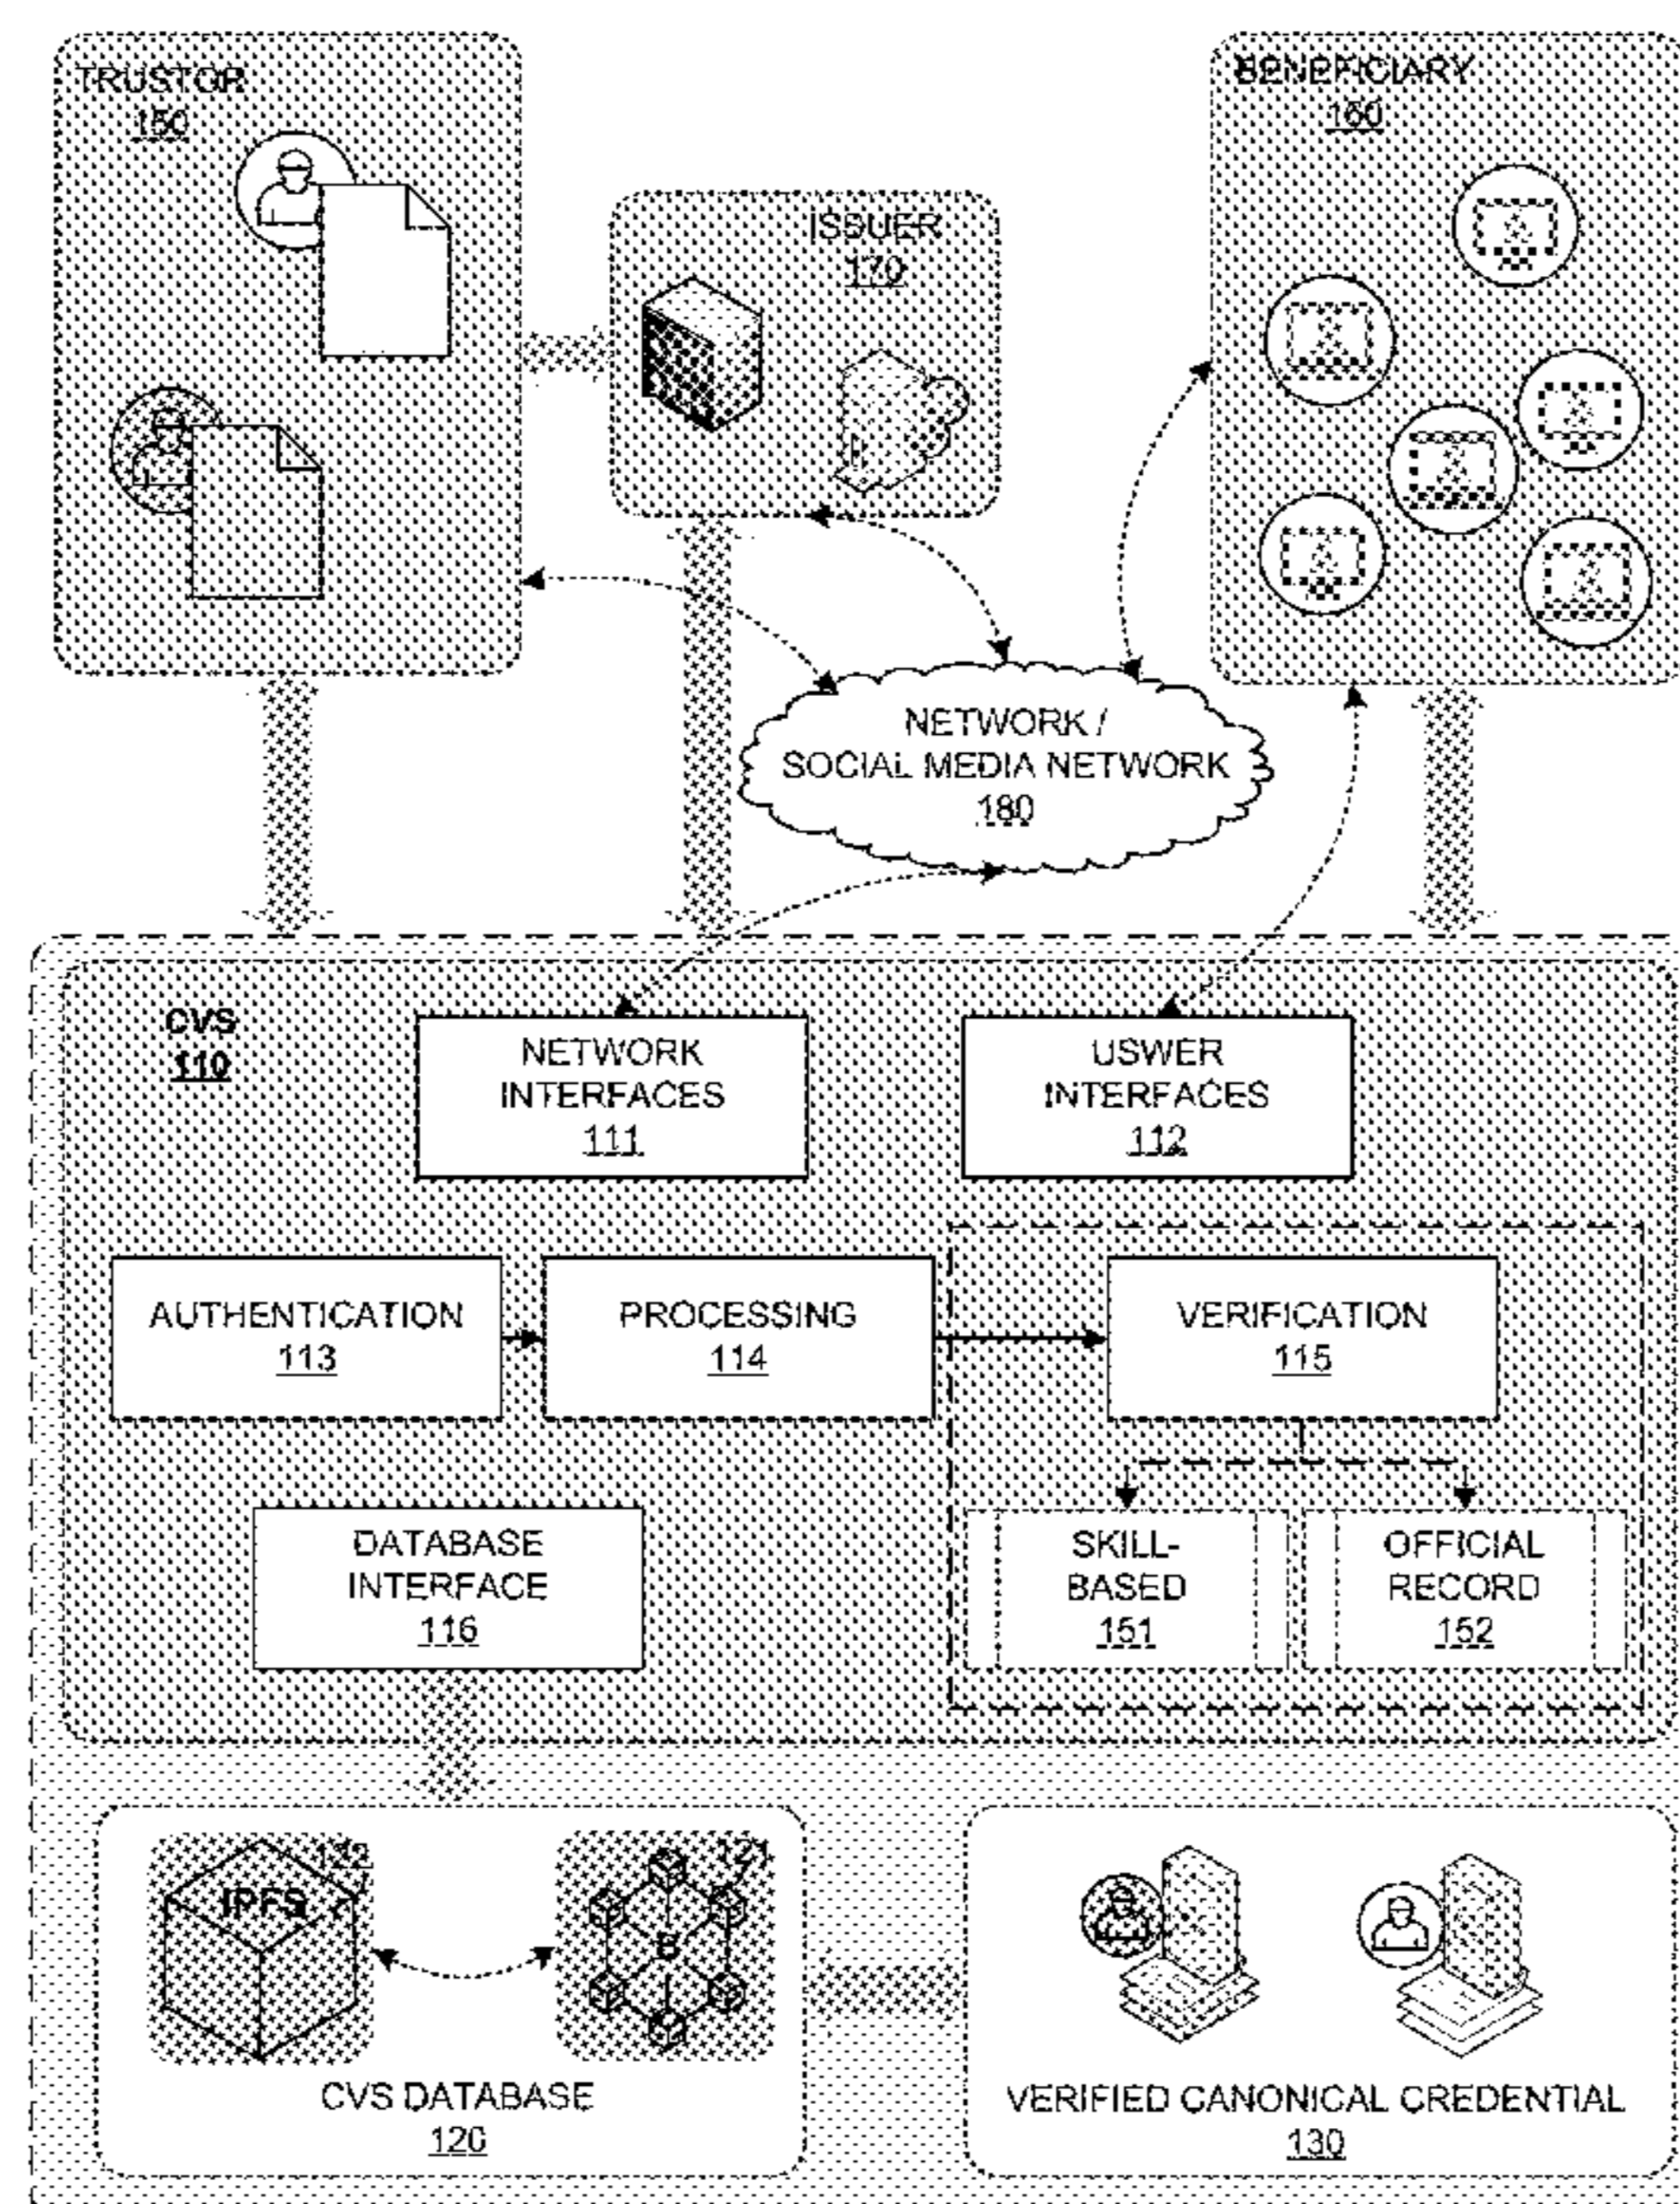 TRUSTOR
150
BENEFICIARY
160
ISSUER
170
NETWORK /
SOCIAL MEDIA NETWORK
180
CVS
110
NETWORK
INTERFACES
111
USWER
INTERFACES
112
AUTHENTICATION
113
PROCESSING
114
VERIFICATION
115
DATABASE
INTERFACE
116
SKILL-
BASED
151
OFFICIAL
RECORD
152
IPFS
121
B
CVS DATABASE
120
VERIFIED CANONICAL CREDENTIAL
130